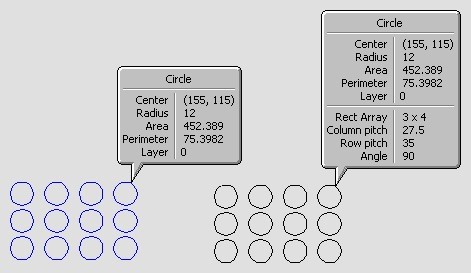 Circle
Center (155, 115)
Radius 12
Area 452.389
Perimeter 75.3982
Layer 0
Circle
Center (155, 115)
Radius 12
Area 452.389
Perimeter 75.3982
Layer 0
Rect Array 3 x 4
Column pitch 27.5
Row pitch 35
Angle 90